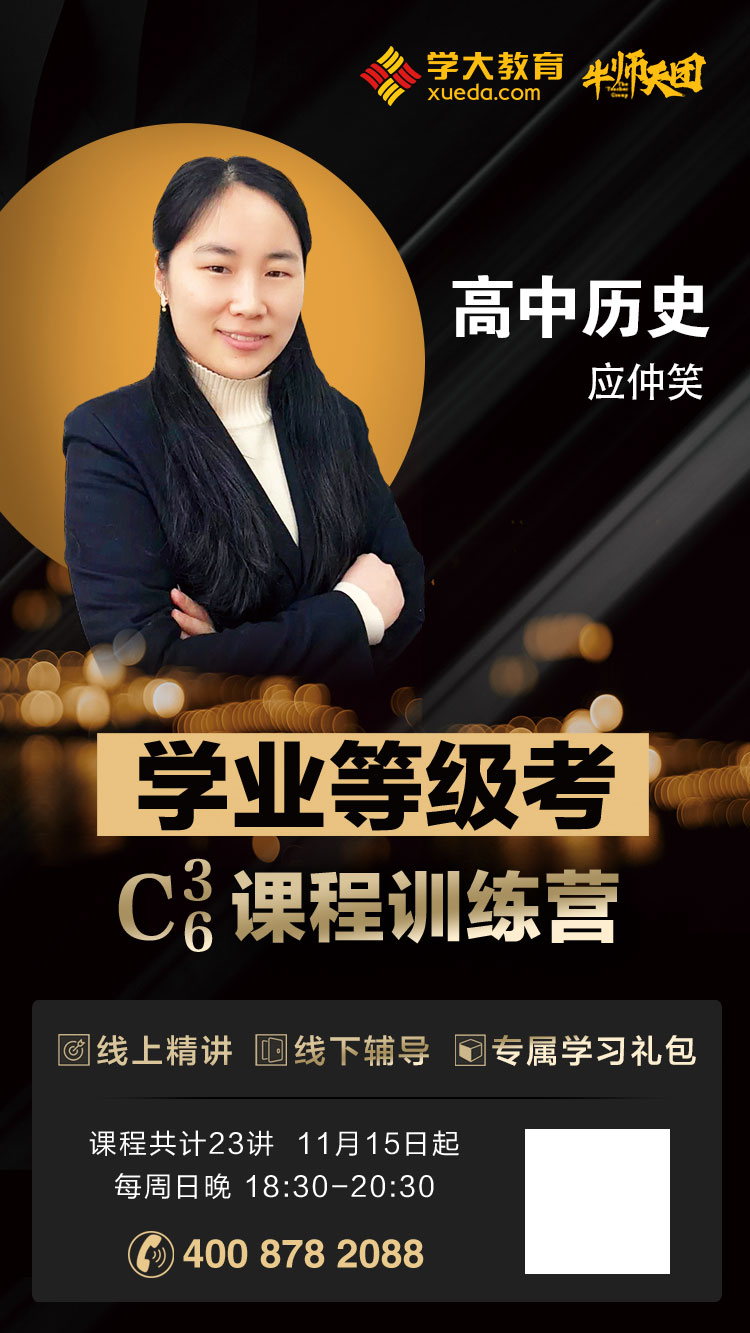 学大教育
xueda.com
牛师天团
The Teacher Group
高中历史
应仲笑
学业等级考
C 3 6 课程训练营
线上精讲 线下辅导 专属学习礼包
课程共计23讲 11月15日起
每周日晚 18:30-20:30
400 878 2088